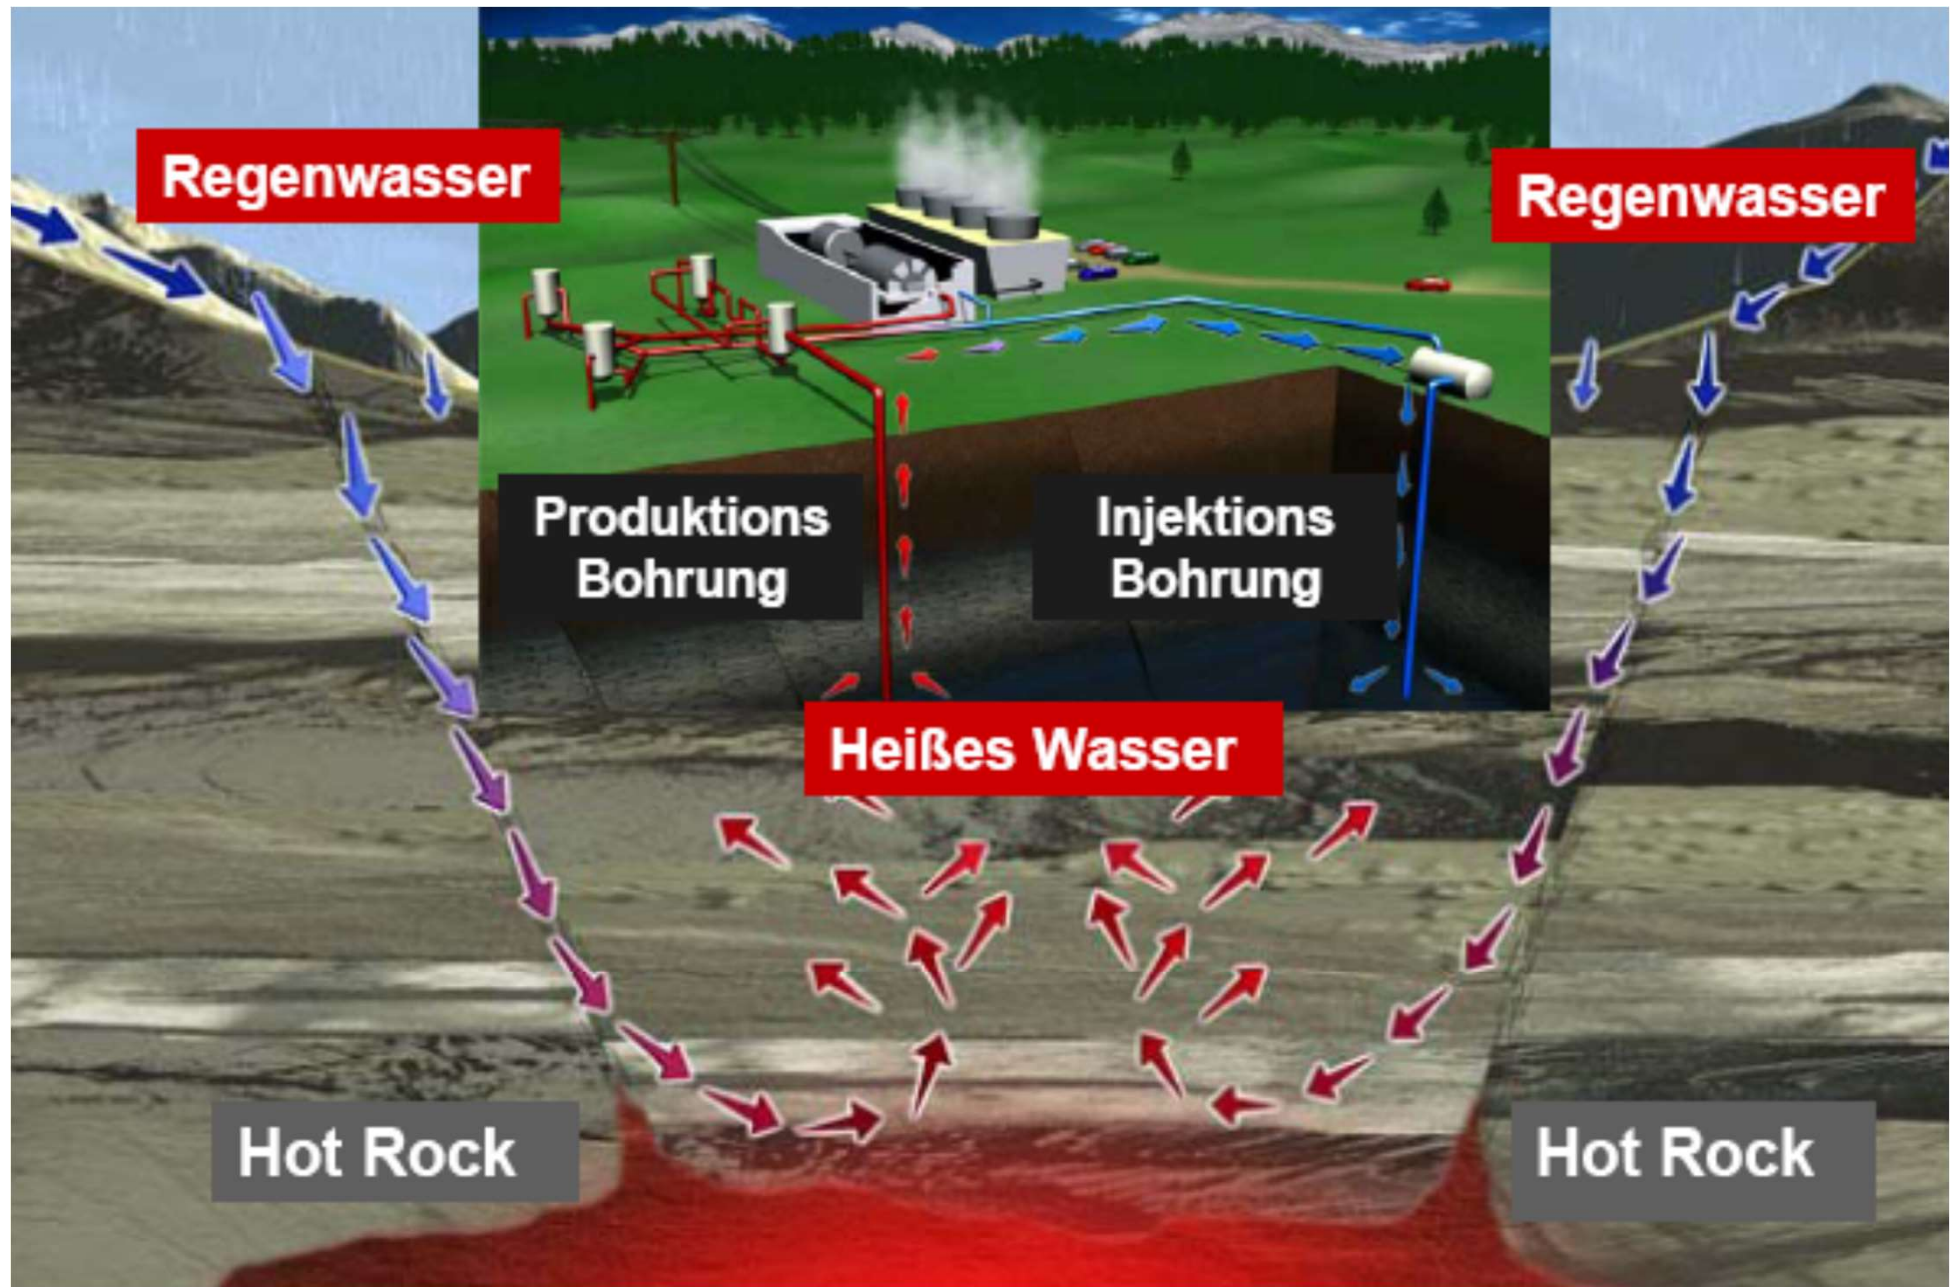 Regenwasser
Regenwasser
Produktions
Bohrung
Injektions
Bohrung
Heißes Wasser
Hot Rock
Hot Rock